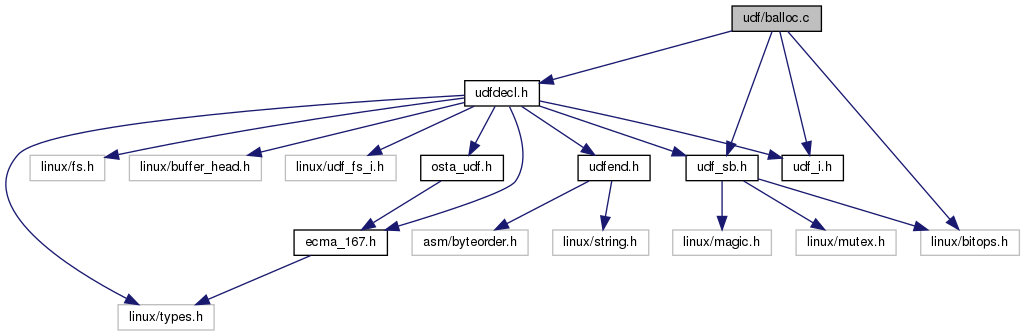 udf/balloc.c
udfdecl.h
linux/fs.h
linux/buffer_head.h
linux/udf_fs_i.h
osta_udf.h
udfend.h
udf_sb.h
udf_i.h
ecma_167.h
asm/byteorder.h
linux/string.h
linux/magic.h
linux/mutex.h
linux/bitops.h
linux/types.h